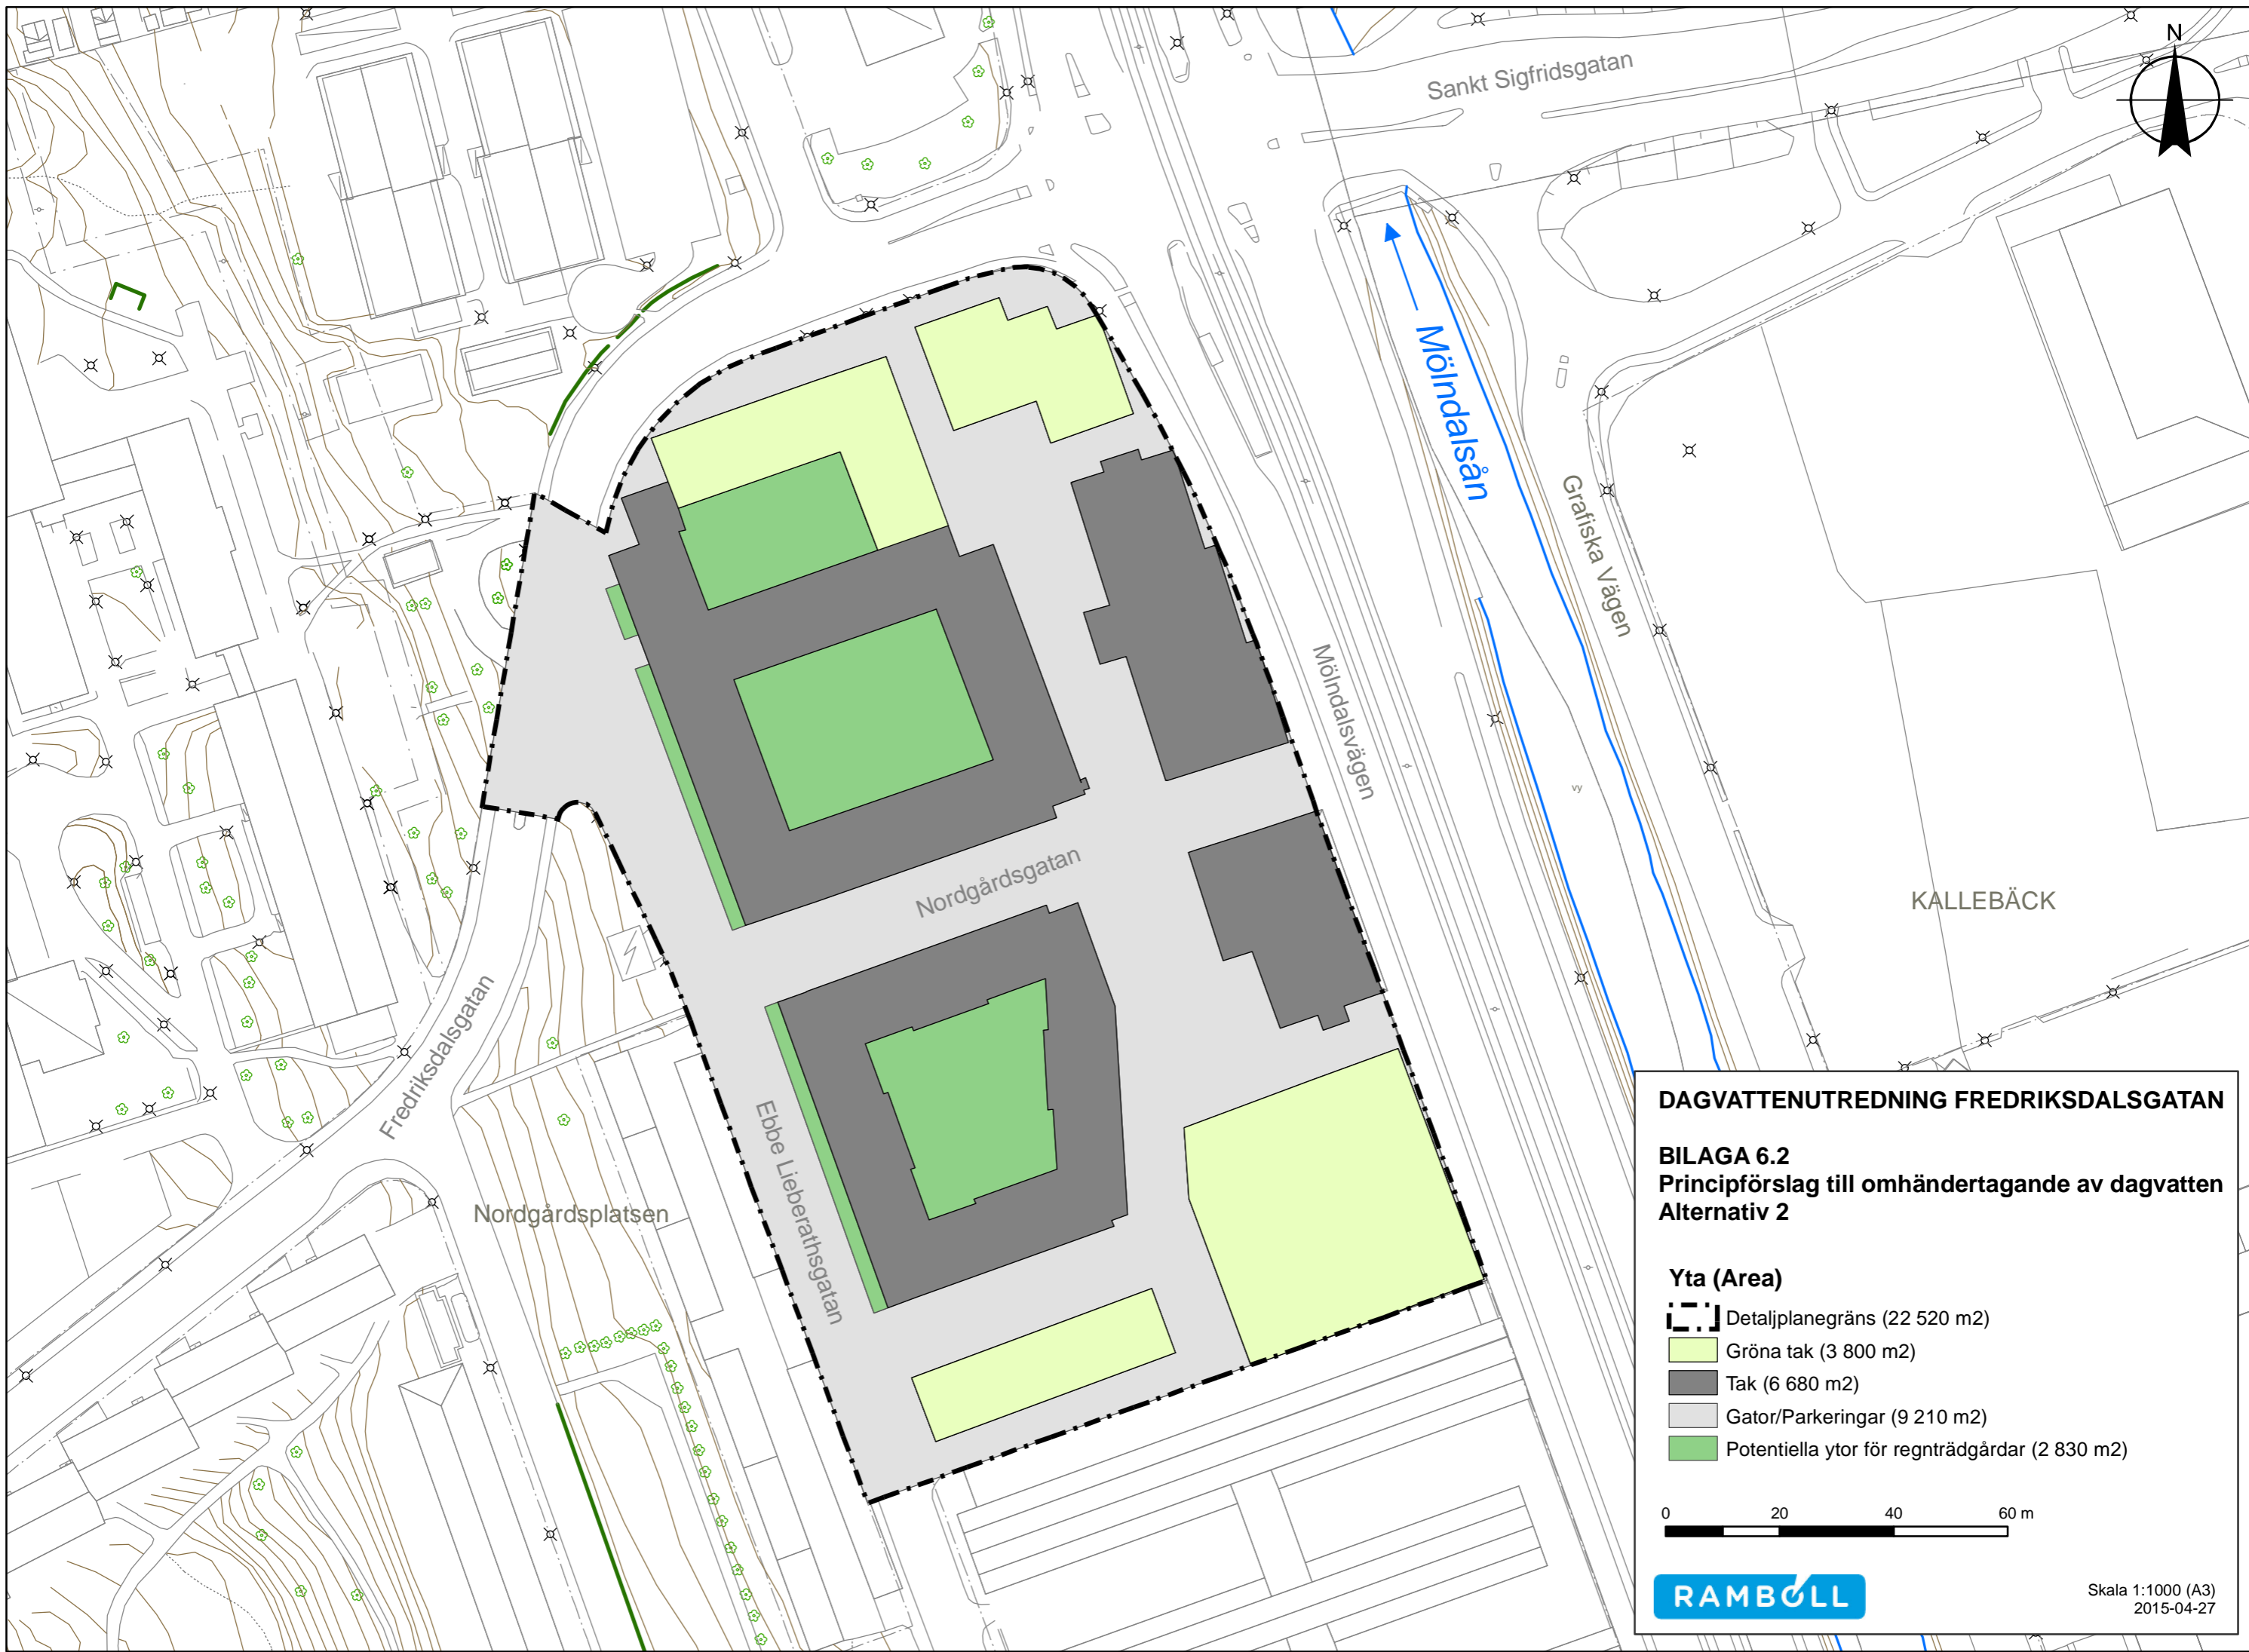 N
Sankt Sigfridsgatan
Mölndalsån
Grafiska Vägen
Mölndalsvägen
vy
KALLEBÄCK
Nordgårdsgatan
Fredriksdalsgatan
Ebbe Lieberathsgatan
Nordgårdsplatsen
DAGVATTENUTREDNING FREDRIKSDALSGATAN
BILAGA 6.2
Principförslag till omhändertagande av dagvatten
Alternativ 2
Yta (Area)
Detaljplanegräns (22 520 m2)
Gröna tak (3 800 m2)
Tak (6 680 m2)
Gator/Parkeringar (9 210 m2)
Potentiella ytor för regnträdgårdar (2 830 m2)
0 20 40 60 m
RAMBØLL
Skala 1:1000 (A3)
2015-04-27